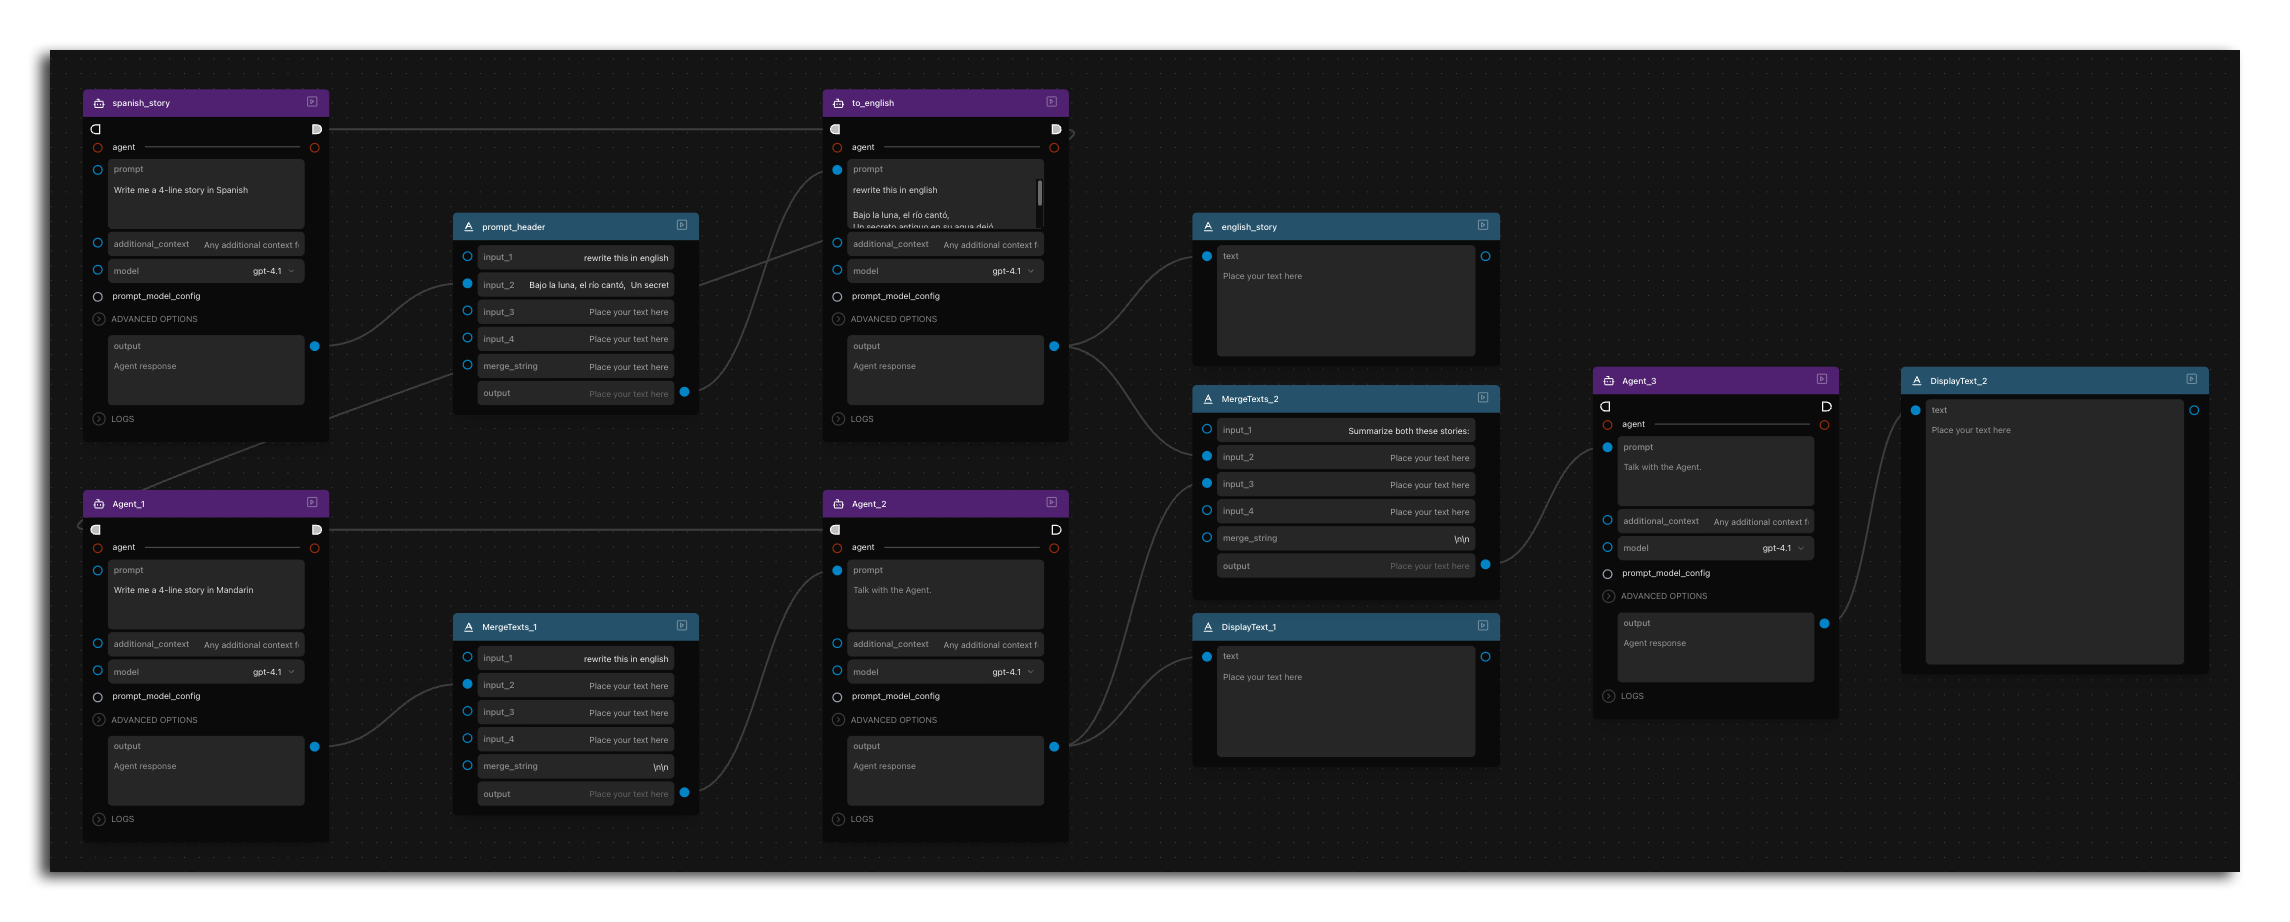 spanish_story
agent
prompt
Write me a 4-line story in Spanish
additional_context Any additional context f
model gpt-4.1
prompt_model_config
ADVANCED OPTIONS
output
Agent response
LOGS
prompt_header
input_1 rewrite this in english
input_2 Bajo la luna, el río cantó, Un secret
input_3 Place your text here
input_4 Place your text here
merge_string Place your text here
output Place your text here
to_english
agent
prompt
rewrite this in english
Bajo la luna, el río cantó,
Un secreto antiguo en su agua dejó
additional_context Any additional context f
model gpt-4.1
prompt_model_config
ADVANCED OPTIONS
output
Agent response
LOGS
english_story
text
Place your text here
Agent_1
agent
prompt
Write me a 4-line story in Mandarin
additional_context Any additional context f
model gpt-4.1
prompt_model_config
ADVANCED OPTIONS
output
Agent response
LOGS
MergeTexts_1
input_1 rewrite this in english
input_2 Place your text here
input_3 Place your text here
input_4 Place your text here
merge_string \n\n
output Place your text here
Agent_2
agent
prompt
Talk with the Agent.
additional_context Any additional context f
model gpt-4.1
prompt_model_config
ADVANCED OPTIONS
output
Agent response
LOGS
MergeTexts_2
input_1 Summarize both these stories:
input_2 Place your text here
input_3 Place your text here
input_4 Place your text here
merge_string \n\n
output Place your text here
DisplayText_1
text
Place your text here
Agent_3
agent
prompt
Talk with the Agent.
additional_context Any additional context f
model gpt-4.1
prompt_model_config
ADVANCED OPTIONS
output
Agent response
LOGS
DisplayText_2
text
Place your text here